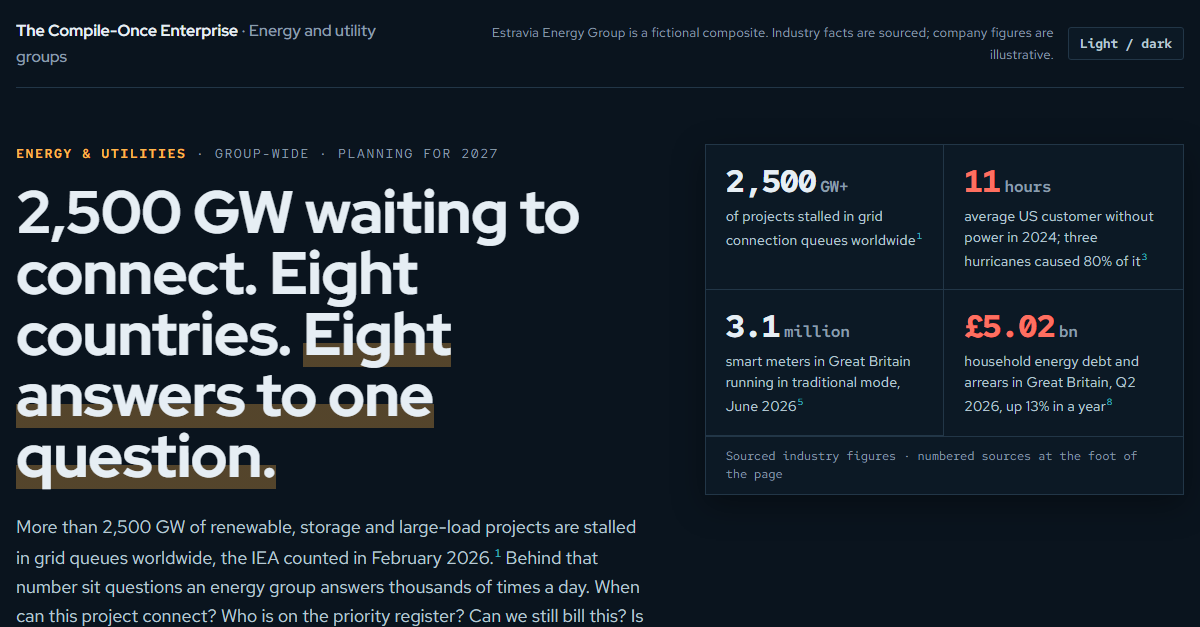 The Compile-Once Enterprise · Energy and utility
groups
Estravia Energy Group is a fictional composite. Industry facts are sourced; company figures are
illustrative.
Light / dark
ENERGY & UTILITIES · GROUP-WIDE · PLANNING FOR 2027
2,500 GW waiting to
connect. Eight
countries. Eight
answers to one
question.
More than 2,500 GW of renewable, storage and large-load projects are stalled
in grid queues worldwide, the IEA counted in February 2026.1 Behind that
number sit questions an energy group answers thousands of times a day. When
can this project connect? Who is on the priority register? Can we still bill this? Is
2,500 GW+
of projects stalled in grid
connection queues worldwide1
11 hours
average US customer without
power in 2024; three
hurricanes caused 80% of it3
3.1 million
smart meters in Great Britain
running in traditional mode,
June 20265
£5.02 bn
household energy debt and
arrears in Great Britain, Q2
2026, up 13% in a year8
Sourced industry figures · numbered sources at the foot of
the page